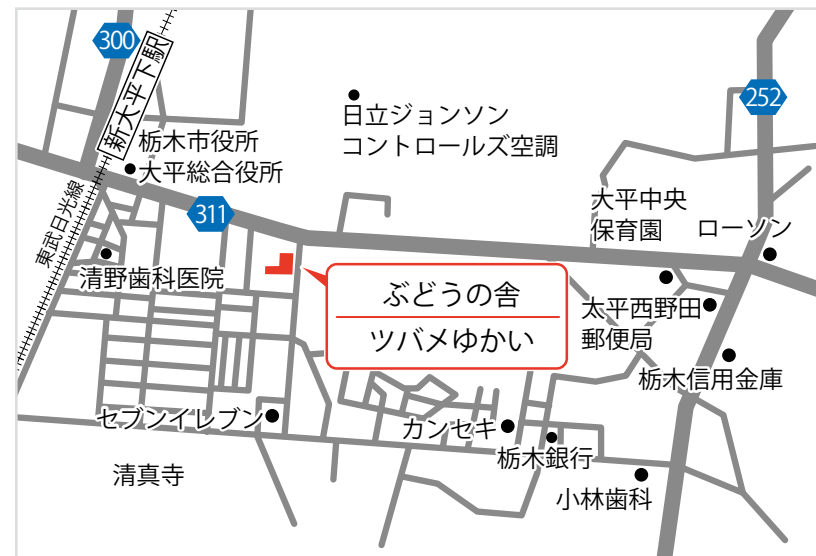 300
新大平下駅
252
日立ジョンソン
コントロールズ空調
栃木市役所
大平総合役所
東武日光線
311
大平中央
保育園
ローソン
清野歯科医院
ぶどうの舎
ツバメゆかい
太平西野田
郵便局
栃木信用金庫
セブンイレブン
カンセキ
栃木銀行
清真寺
小林歯科